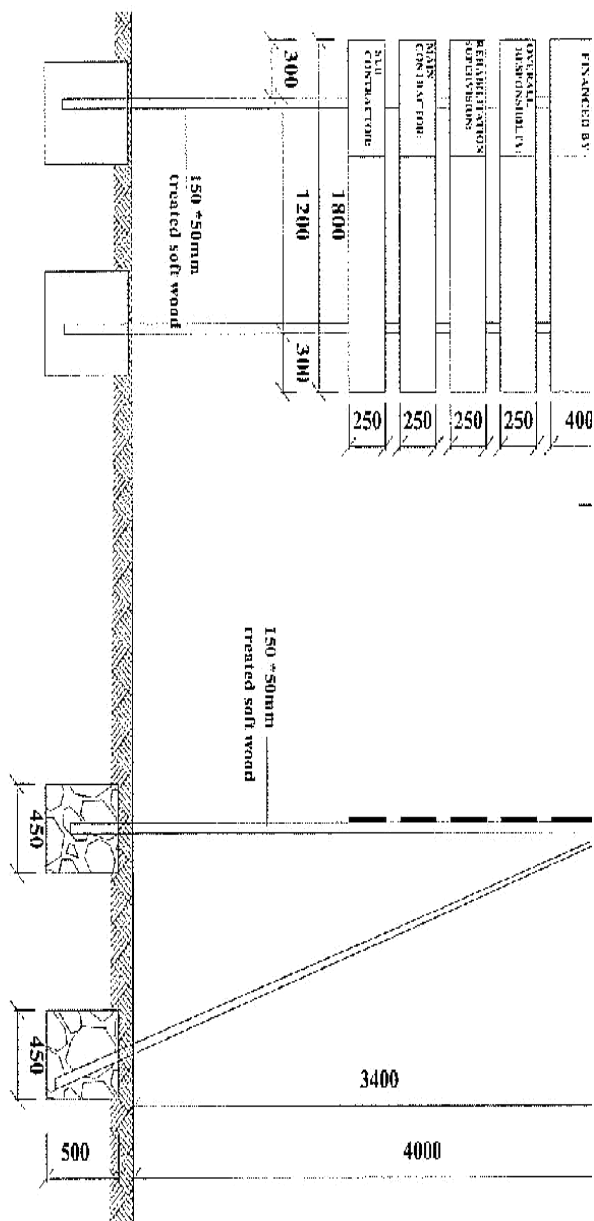 FINANCED BY
OVERALL
RESPONSIBILITY:
REHABILITATION
SUPERVISION:
MAIN
CONTRACTOR:
SUB
CONTRACTOR:
400
250
250
250
250
300
1200
300
1800
150 *50mm
treated soft wood
150 *50mm
treated soft wood
450
450
3400
4000
500